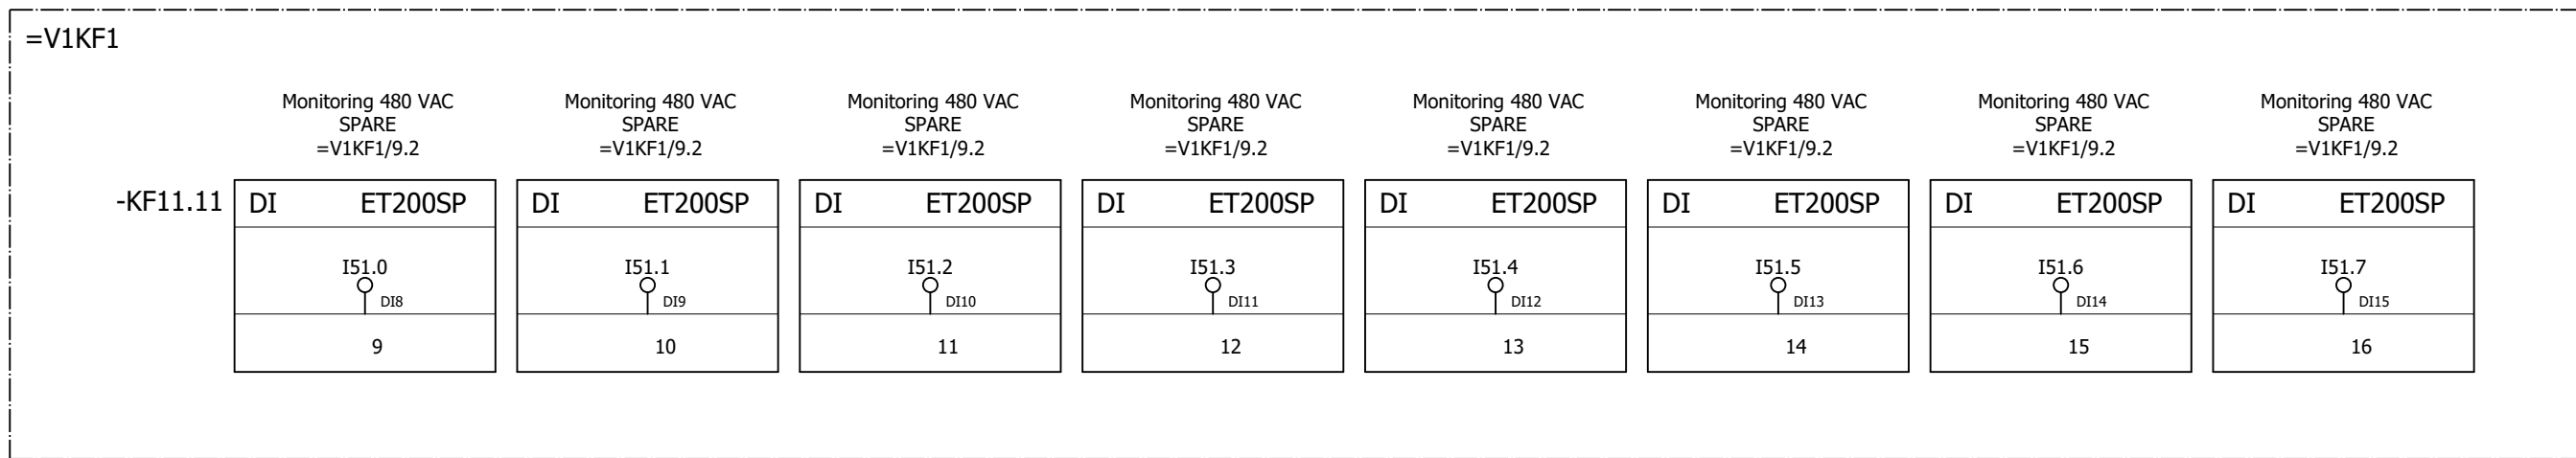 =V1KF1
Monitoring 480 VAC Monitoring 480 VAC Monitoring 480 VAC Monitoring 480 VAC Monitoring 480 VAC Monitoring 480 VAC Monitoring 480 VAC Monitoring 480 VAC
SPARE SPARE SPARE SPARE SPARE SPARE SPARE SPARE
=V1KF1/9.2 =V1KF1/9.2 =V1KF1/9.2 =V1KF1/9.2 =V1KF1/9.2 =V1KF1/9.2 =V1KF1/9.2 =V1KF1/9.2
-KF11.11 DI ET200SP DI ET200SP DI ET200SP DI ET200SP DI ET200SP DI ET200SP DI ET200SP DI ET200SP
I51.0 I51.1 I51.2 I51.3 I51.4 I51.5 I51.6 I51.7
DI8 DI9 DI10 DI11 DI12 DI13 DI14 DI15
9 10 11 12 13 14 15 16